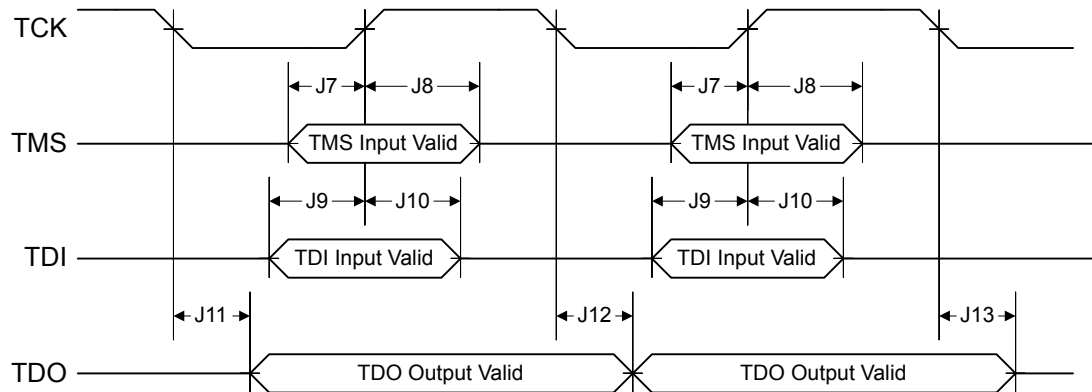 TCK
J7 J8 J7 J8
TMS TMS Input Valid TMS Input Valid
J9 J10 J9 J10
TDI TDI Input Valid TDI Input Valid
J11 J12 J13
TDO TDO Output Valid TDO Output Valid